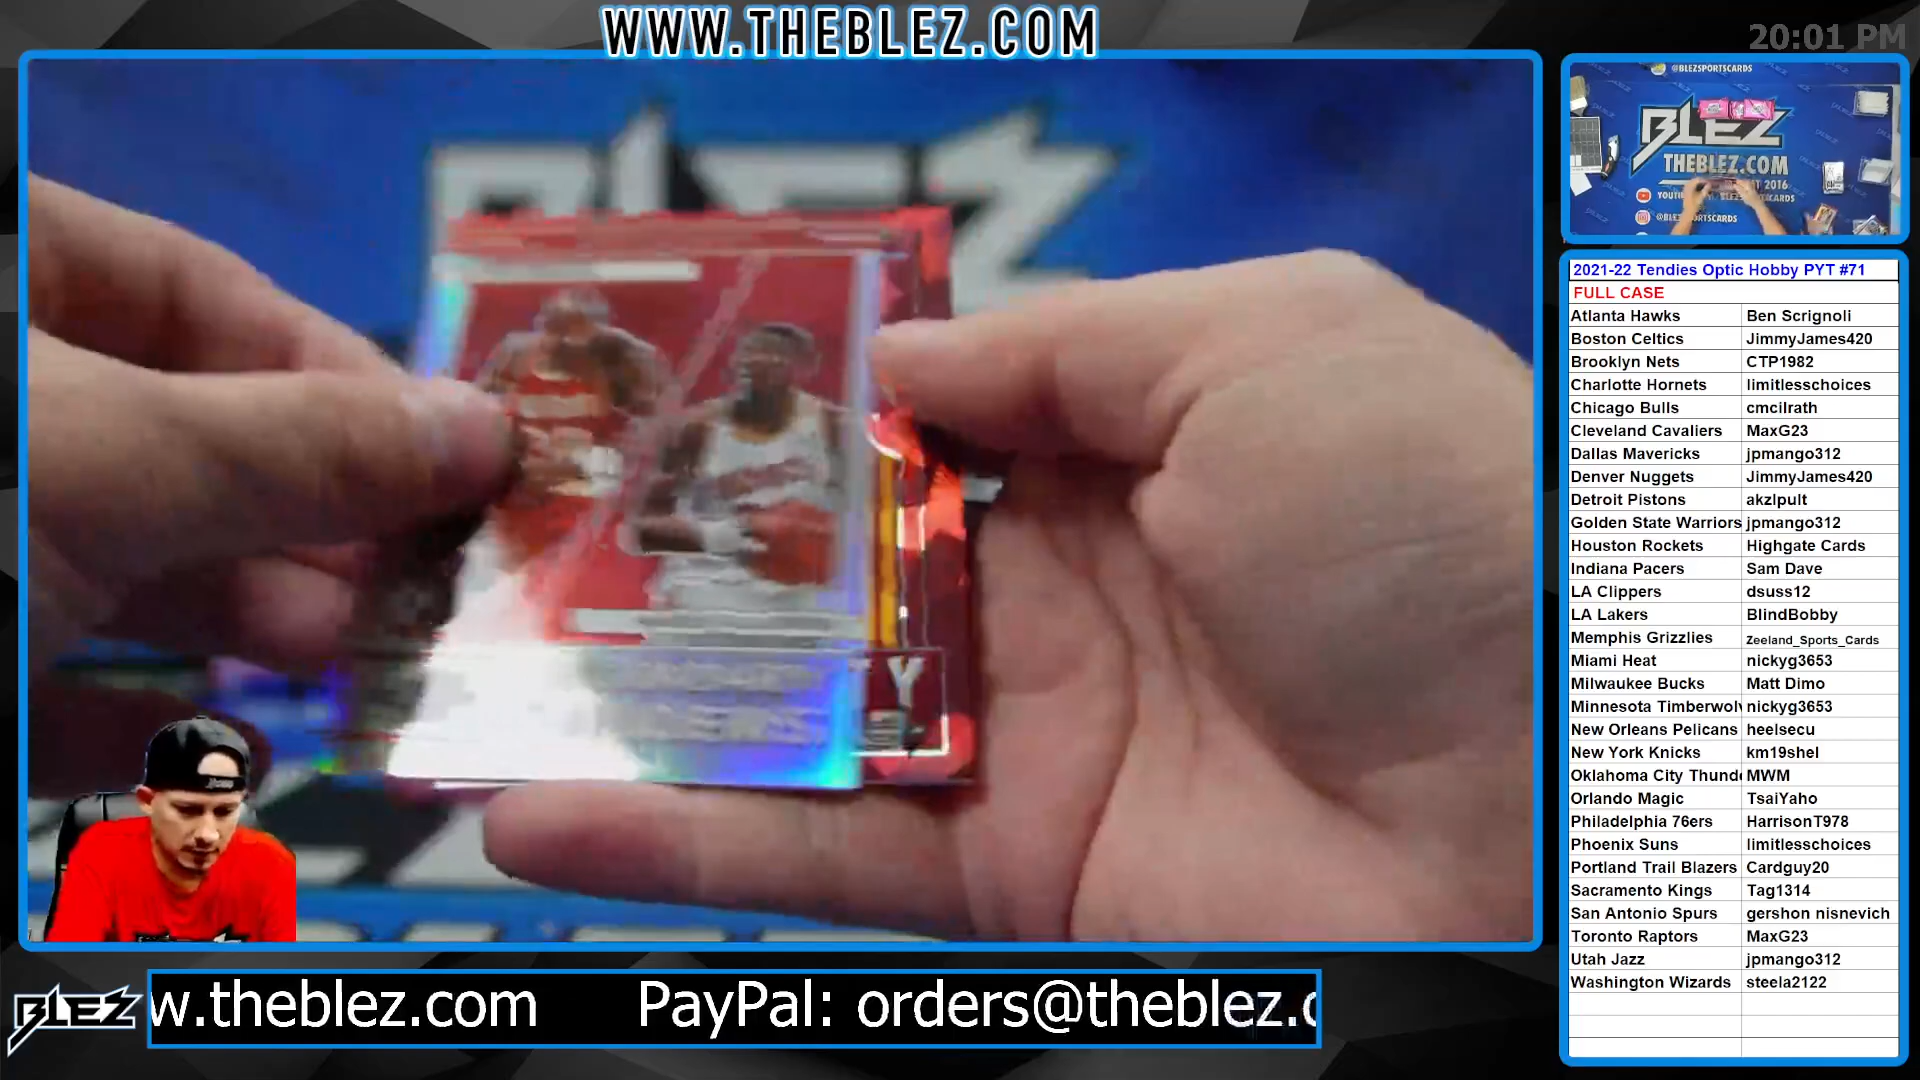 WWW.THEBLEZ.COM
20:01 PM
@BLEZSPORTSCARDS
BLEZ
THEBLEZ.COM
2016
@BLEZSPORTSCARDS
2021-22 Tendies Optic Hobby PYT #71
FULL CASE
Atlanta Hawks Ben Scrignoli
Boston Celtics JimmyJames420
Brooklyn Nets CTP1982
Charlotte Hornets limitlesschoices
Chicago Bulls cmcilrath
Cleveland Cavaliers MaxG23
Dallas Mavericks jpmango312
Denver Nuggets JimmyJames420
Detroit Pistons akzlpult
Golden State Warriors jpmango312
Houston Rockets Highgate Cards
Indiana Pacers Sam Dave
LA Clippers dsuss12
LA Lakers BlindBobby
Memphis Grizzlies Zeeland_Sports_Cards
Miami Heat nickyg3653
Milwaukee Bucks Matt Dimo
Minnesota Timberwolv nickyg3653
New Orleans Pelicans heelsecu
New York Knicks km19shel
Oklahoma City Thunde MWM
Orlando Magic TsaiYaho
Philadelphia 76ers HarrisonT978
Phoenix Suns limitlesschoices
Portland Trail Blazers Cardguy20
Sacramento Kings Tag1314
San Antonio Spurs gershon nisnevich
Toronto Raptors MaxG23
Utah Jazz jpmango312
Washington Wizards steela2122
BLEZ
w.theblez.com PayPal: orders@theblez.c